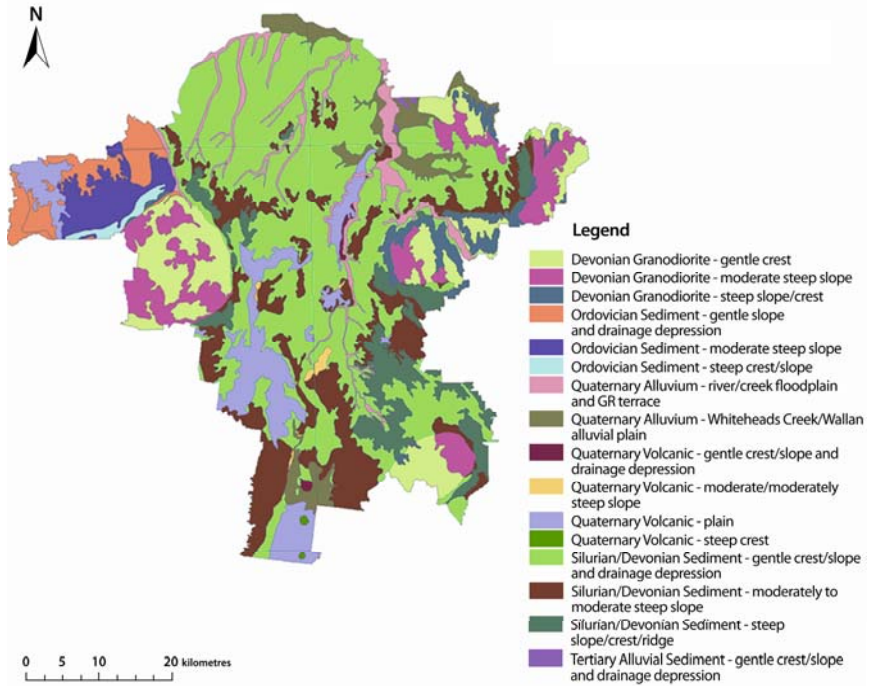 N
Legend
Devonian Granodiorite - gentle crest
Devonian Granodiorite - moderate steep slope
Devonian Granodiorite - steep slope/crest
Ordovician Sediment - gentle slope
and drainage depression
Ordovician Sediment - moderate steep slope
Ordovician Sediment - steep crest/slope
Quaternary Alluvium - river/creek floodplain
and GR terrace
Quaternary Alluvium - Whiteheads Creek/Wallan
alluvial plain
Quaternary Volcanic - gentle crest/slope and
drainage depression
Quaternary Volcanic - moderate/moderately
steep slope
Quaternary Volcanic - plain
Quaternary Volcanic - steep crest
Silurian/Devonian Sediment - gentle crest/slope
and drainage depression
Silurian/Devonian Sediment - moderately to
moderate steep slope
Silurian/Devonian Sediment - steep
slope/crest/ridge
Tertiary Alluvial Sediment - gentle crest/slope
and drainage depression
0 5 10 20 kilometres